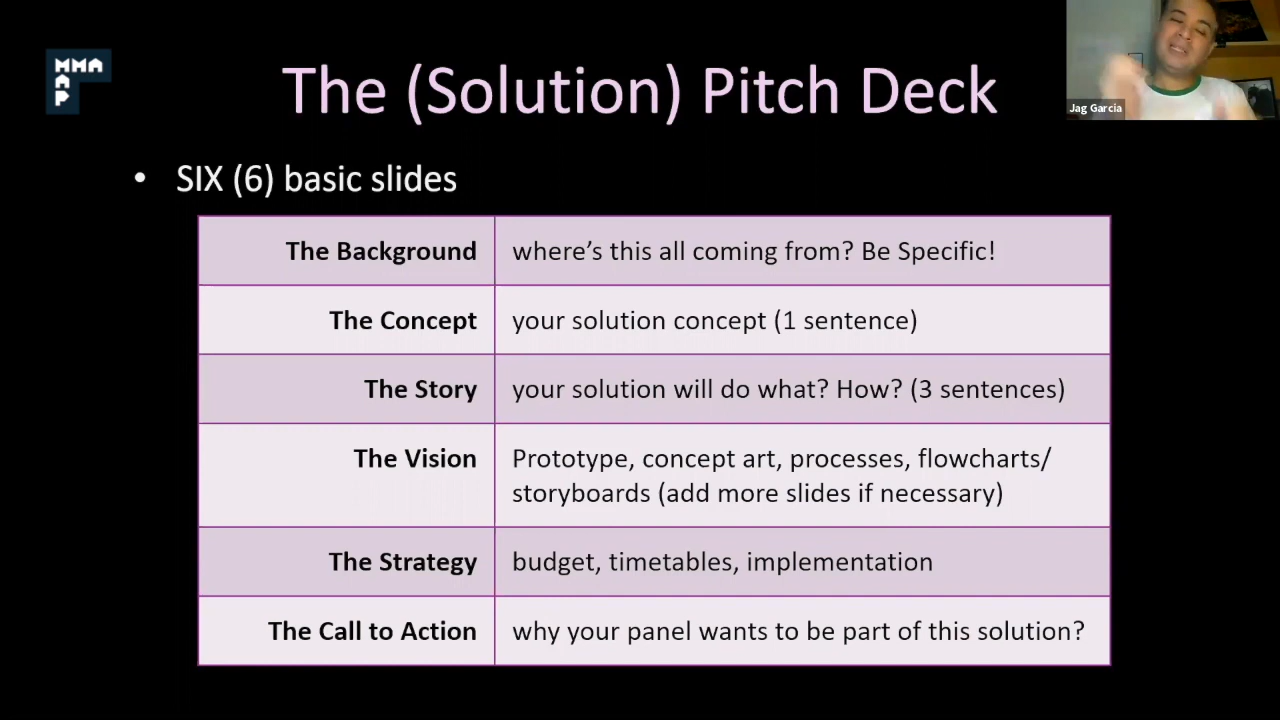 MMA
A
P
The (Solution) Pitch Deck
Jag Garcia
• SIX (6) basic slides
The Background where's this all coming from? Be Specific!
The Concept your solution concept (1 sentence)
The Story your solution will do what? How? (3 sentences)
The Vision Prototype, concept art, processes, flowcharts/
storyboards (add more slides if necessary)
The Strategy budget, timetables, implementation
The Call to Action why your panel wants to be part of this solution?